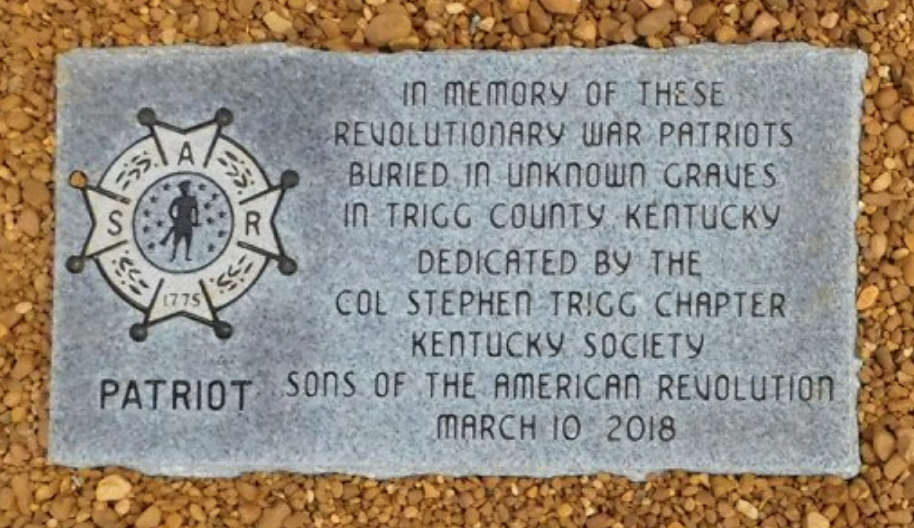 S A R
1775
PATRIOT
IN MEMORY OF THESE
REVOLUTIONARY WAR PATRIOTS
BURIED IN UNKNOWN GRAVES
IN TRIGG COUNTY KENTUCKY
DEDICATED BY THE
COL STEPHEN TRIGG CHAPTER
KENTUCKY SOCIETY
SONS OF THE AMERICAN REVOLUTION
MARCH 10 2018